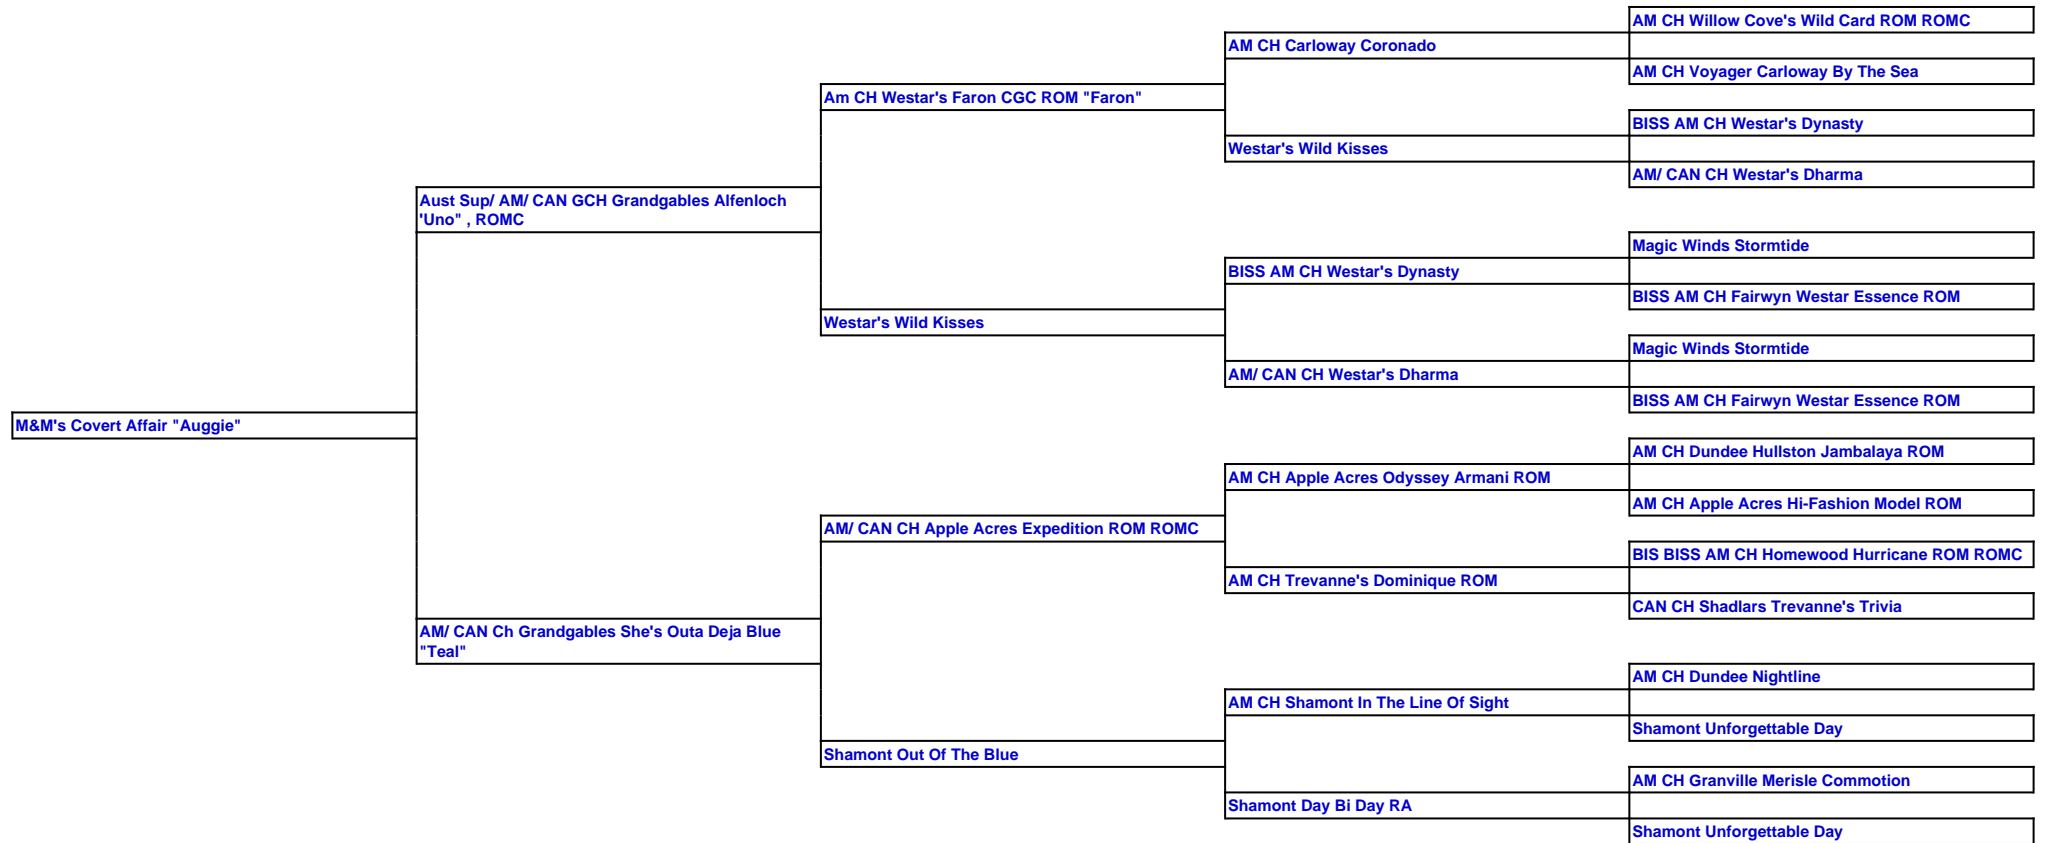 AM CH Willow Cove's Wild Card ROM ROMC
AM CH Carloway Coronado
AM CH Voyager Carloway By The Sea
Am CH Westar's Faron CGC ROM "Faron"
BISS AM CH Westar's Dynasty
Westar's Wild Kisses
AM/ CAN CH Westar's Dharma
Aust Sup/ AM/ CAN GCH Grandgables Alfenloch
'Uno" , ROMC
Magic Winds Stormtide
BISS AM CH Westar's Dynasty
BISS AM CH Fairwyn Westar Essence ROM
Westar's Wild Kisses
Magic Winds Stormtide
AM/ CAN CH Westar's Dharma
BISS AM CH Fairwyn Westar Essence ROM
M&M's Covert Affair "Auggie"
AM CH Dundee Hullston Jambalaya ROM
AM CH Apple Acres Odyssey Armani ROM
AM CH Apple Acres Hi-Fashion Model ROM
AM/ CAN CH Apple Acres Expedition ROM ROMC
BIS BISS AM CH Homewood Hurricane ROM ROMC
AM CH Trevanne's Dominique ROM
CAN CH Shadlars Trevanne's Trivia
AM/ CAN Ch Grandgables She's Outa Deja Blue
"Teal"
AM CH Dundee Nightline
AM CH Shamont In The Line Of Sight
Shamont Unforgettable Day
Shamont Out Of The Blue
AM CH Granville Merisle Commotion
Shamont Day Bi Day RA
Shamont Unforgettable Day